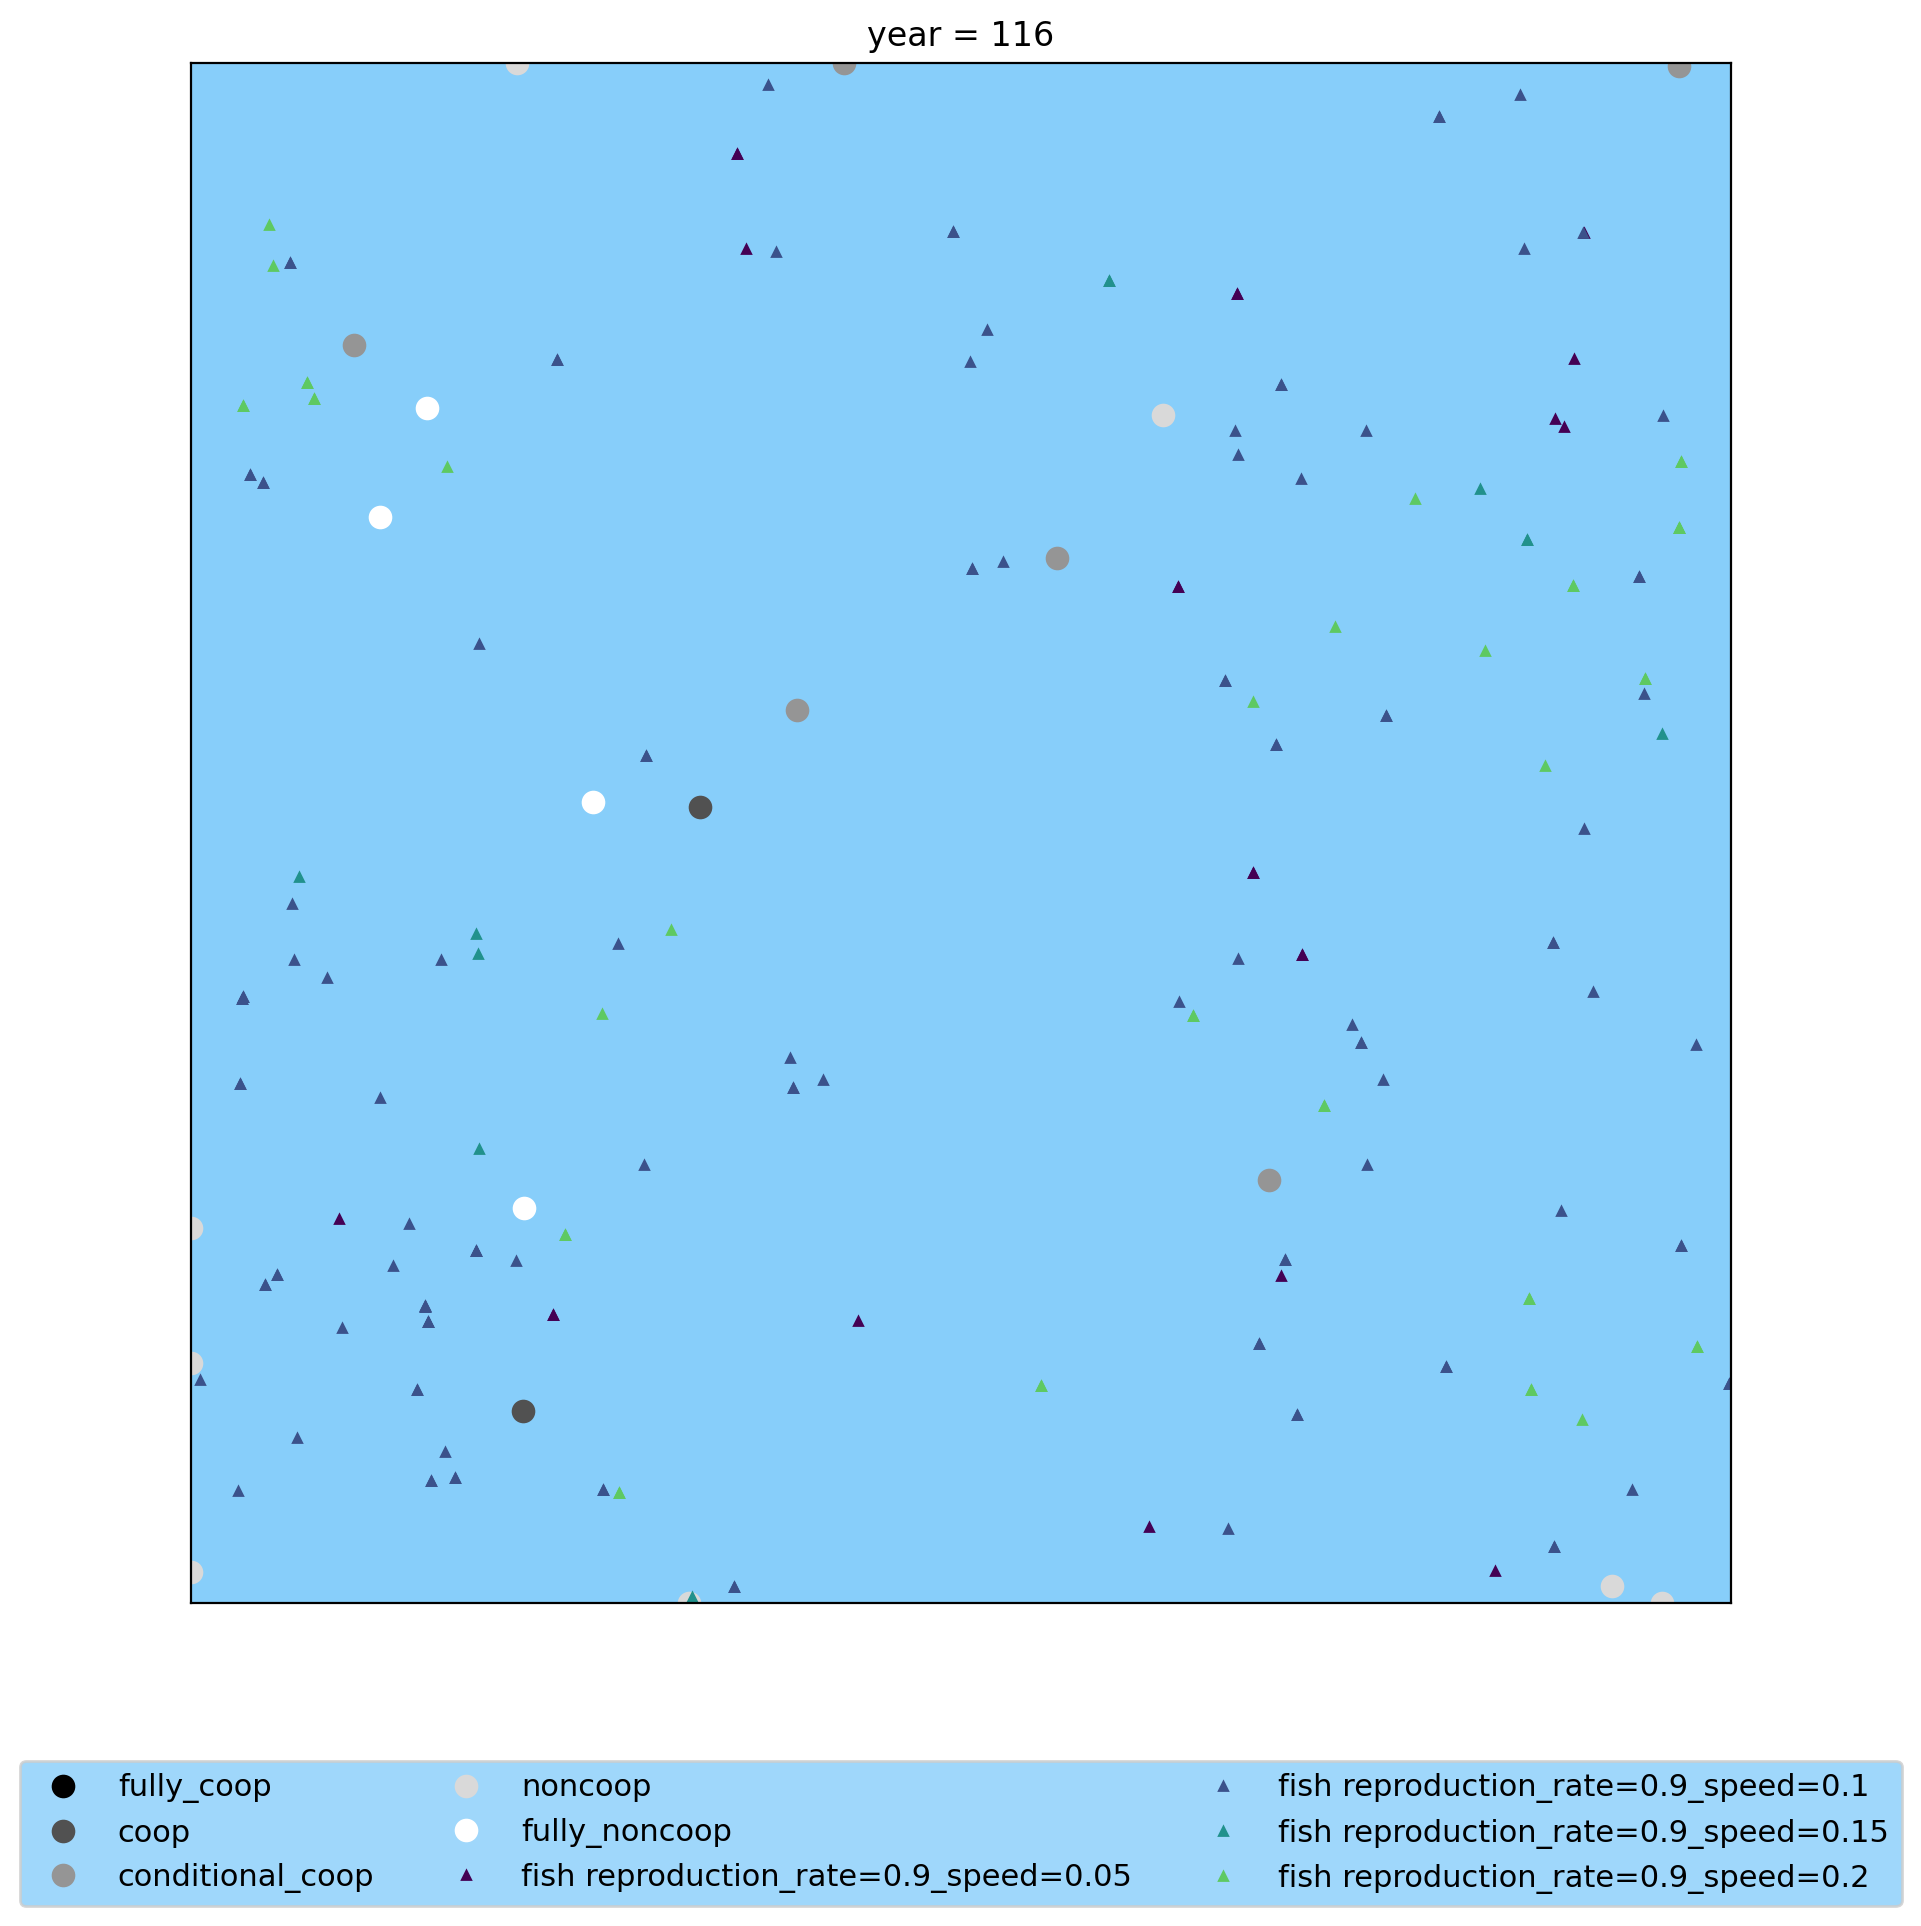 year = 116
fully_coop
coop
conditional_coop
noncoop
fully_noncoop
fish reproduction_rate=0.9_speed=0.05
fish reproduction_rate=0.9_speed=0.1
fish reproduction_rate=0.9_speed=0.15
fish reproduction_rate=0.9_speed=0.2